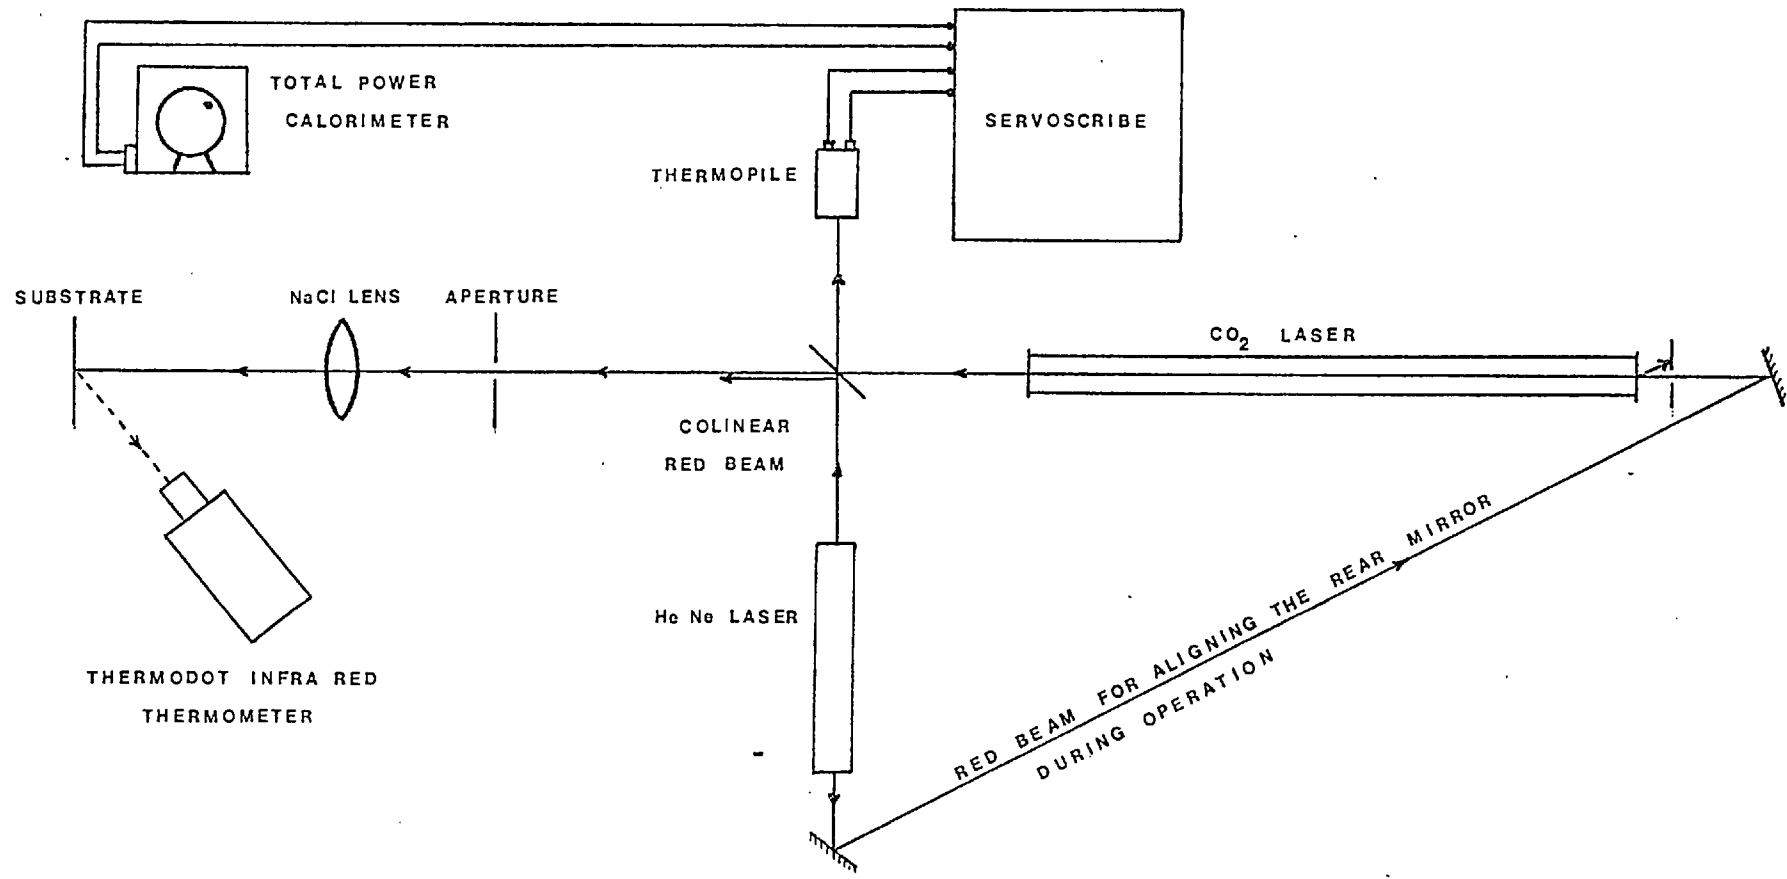 TOTAL POWER
CALORIMETER
SERVOSCRIBE
THERMOPILE
SUBSTRATE
NaCl LENS
APERTURE
CO2 LASER
COLINEAR
RED BEAM
He Ne LASER
THERMODOT INFRA RED
THERMOMETER
RED BEAM FOR ALIGNING THE REAR MIRROR
DURING OPERATION